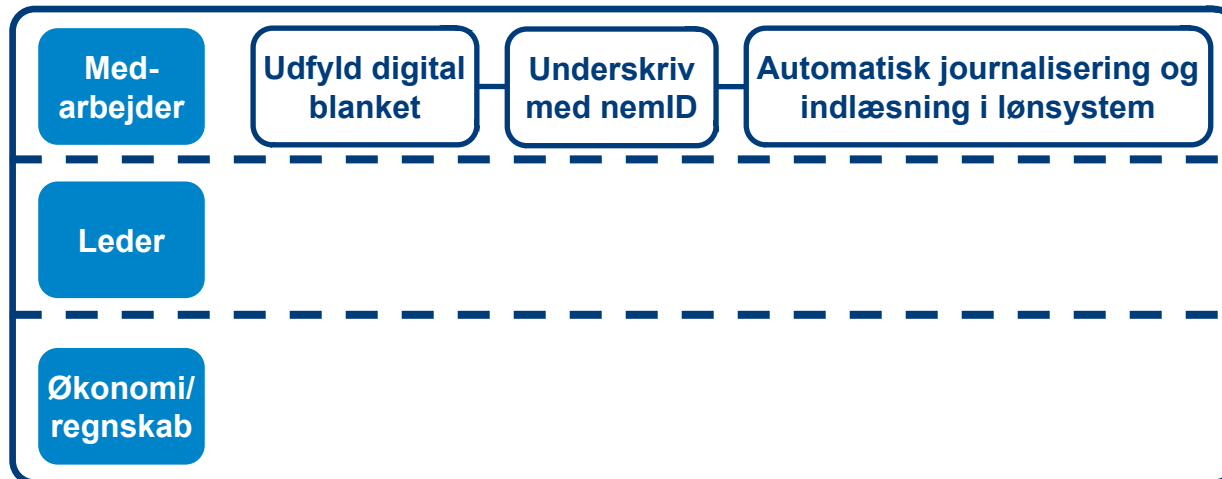 Med-
arbejder
Udfyld digital
blanket
Underskriv
med nemID
Automatisk journalisering og
indlæsning i lønsystem
Leder
Økonomi/
regnskab